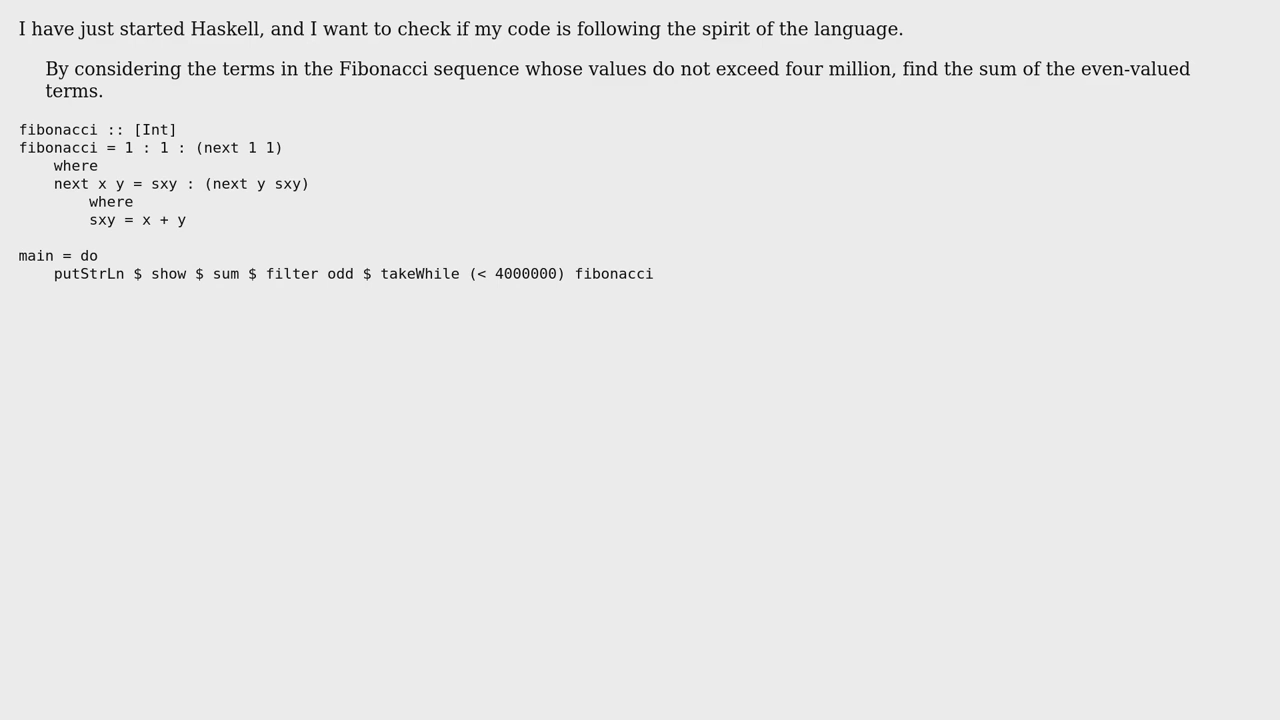 I have just started Haskell, and I want to check if my code is following the spirit of the language.
By considering the terms in the Fibonacci sequence whose values do not exceed four million, find the sum of the even-valued
terms.
fibonacci :: [Int]
fibonacci = 1 : 1 : (next 1 1)
    where
    next x y = sxy : (next y sxy)
        where
        sxy = x + y
main = do
    putStrLn $ show $ sum $ filter odd $ takeWhile (< 4000000) fibonacci